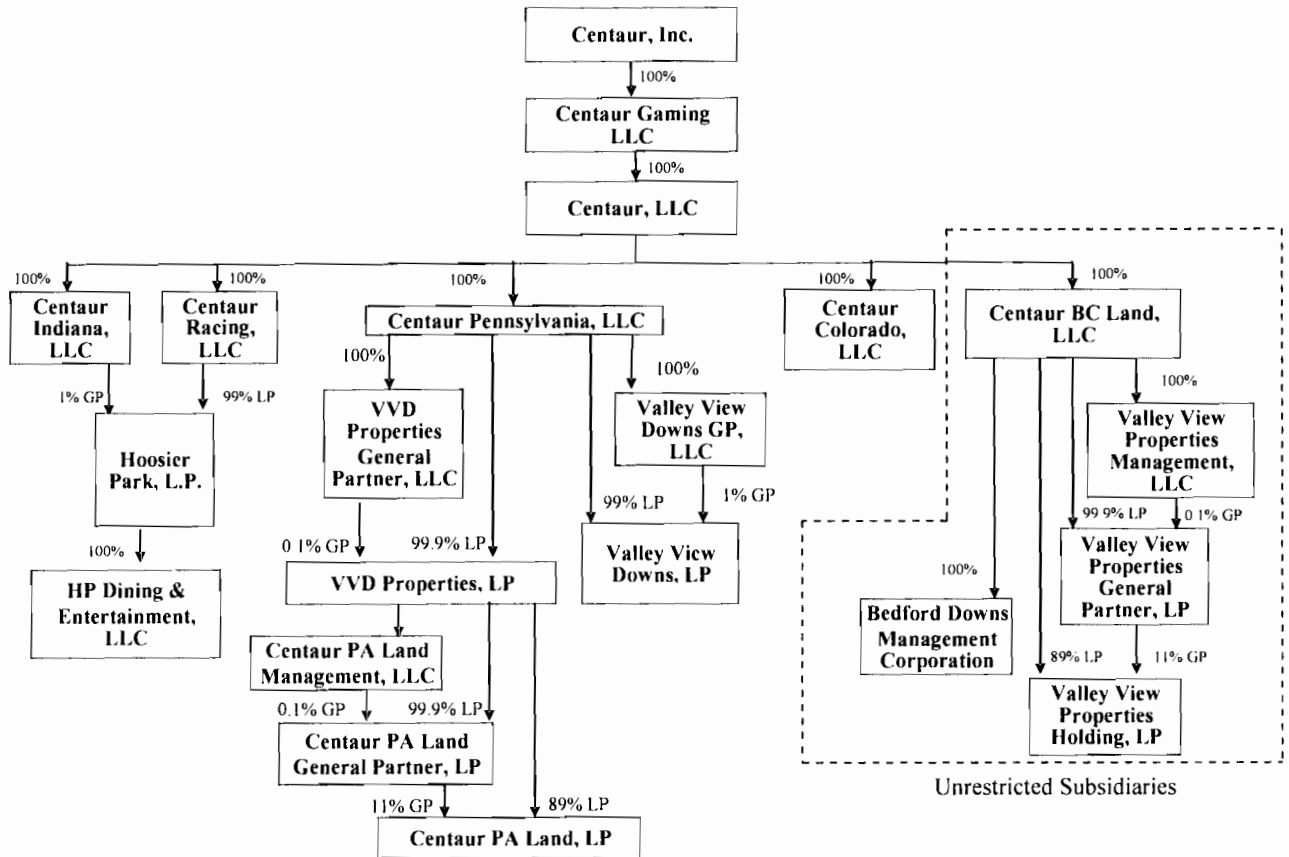 Centaur, Inc.
100%
Centaur Gaming
LLC
100%
Centaur, LLC
100%
100%
100%
100%
100%
Centaur
Indiana,
LLC
Centaur
Racing,
LLC
Centaur Pennsylvania, LLC
Centaur
Colorado,
LLC
Centaur BC Land,
LLC
1% GP
99% LP
100%
100%
100%
Hoosier
Park, L.P.
VVD
Properties
General
Partner, LLC
Valley View
Downs GP,
LLC
Valley View
Properties
Management,
LLC
100%
0.1% GP
99.9% LP
99% LP
1% GP
99.9% LP
0.1% GP
HP Dining &
Entertainment,
LLC
VVD Properties, LP
Valley View
Downs, LP
100%
Valley View
Properties
General
Partner, LP
Bedford Downs
Management
Corporation
Centaur PA Land
Management, LLC
89% LP
11% GP
Valley View
Properties
Holding, LP
0.1% GP
99.9% LP
Centaur PA Land
General Partner, LP
Unrestricted Subsidiaries
11% GP
89% LP
Centaur PA Land, LP